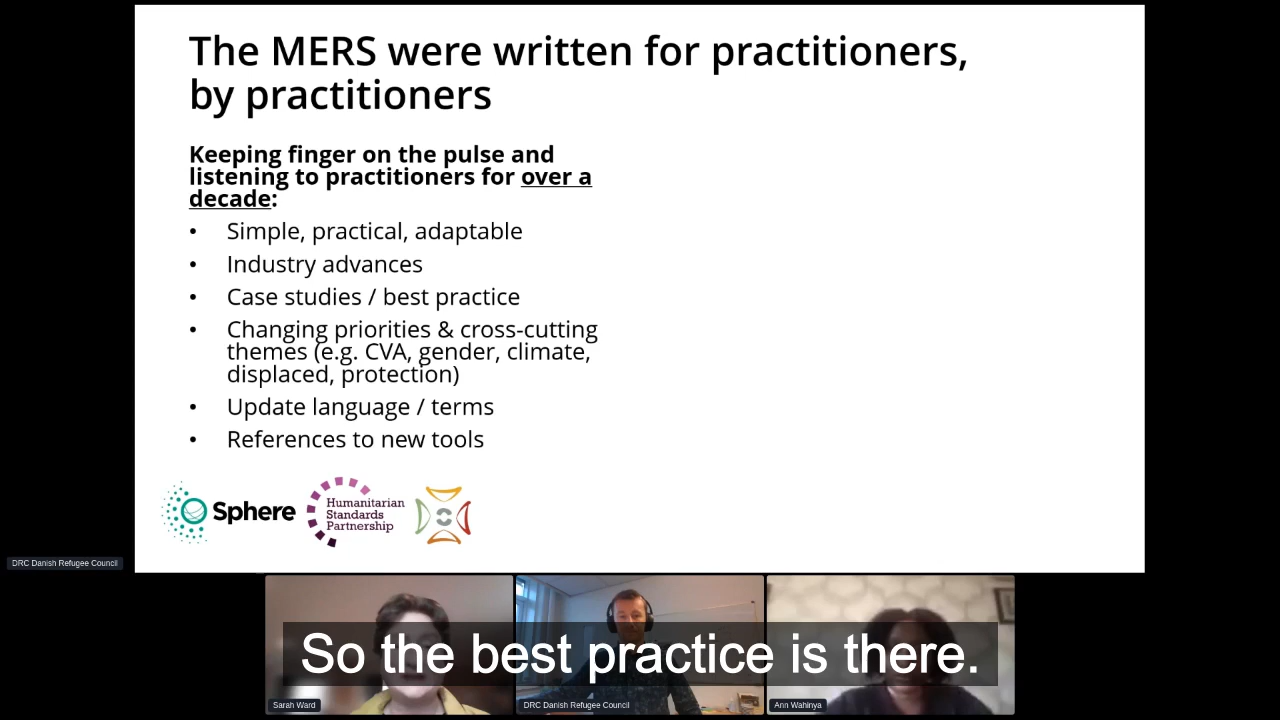 The MERS were written for practitioners,
by practitioners
Keeping finger on the pulse and
listening to practitioners for over a
decade:
• Simple, practical, adaptable
• Industry advances
• Case studies / best practice
• Changing priorities & cross-cutting
themes (e.g. CVA, gender, climate,
displaced, protection)
• Update language / terms
• References to new tools
Sphere
Humanitarian
Standards
Partnership
DRC Danish Refugee Council
So the best practice is there.
Sarah Ward
DRC Danish Refugee Council
Ann Wahinya